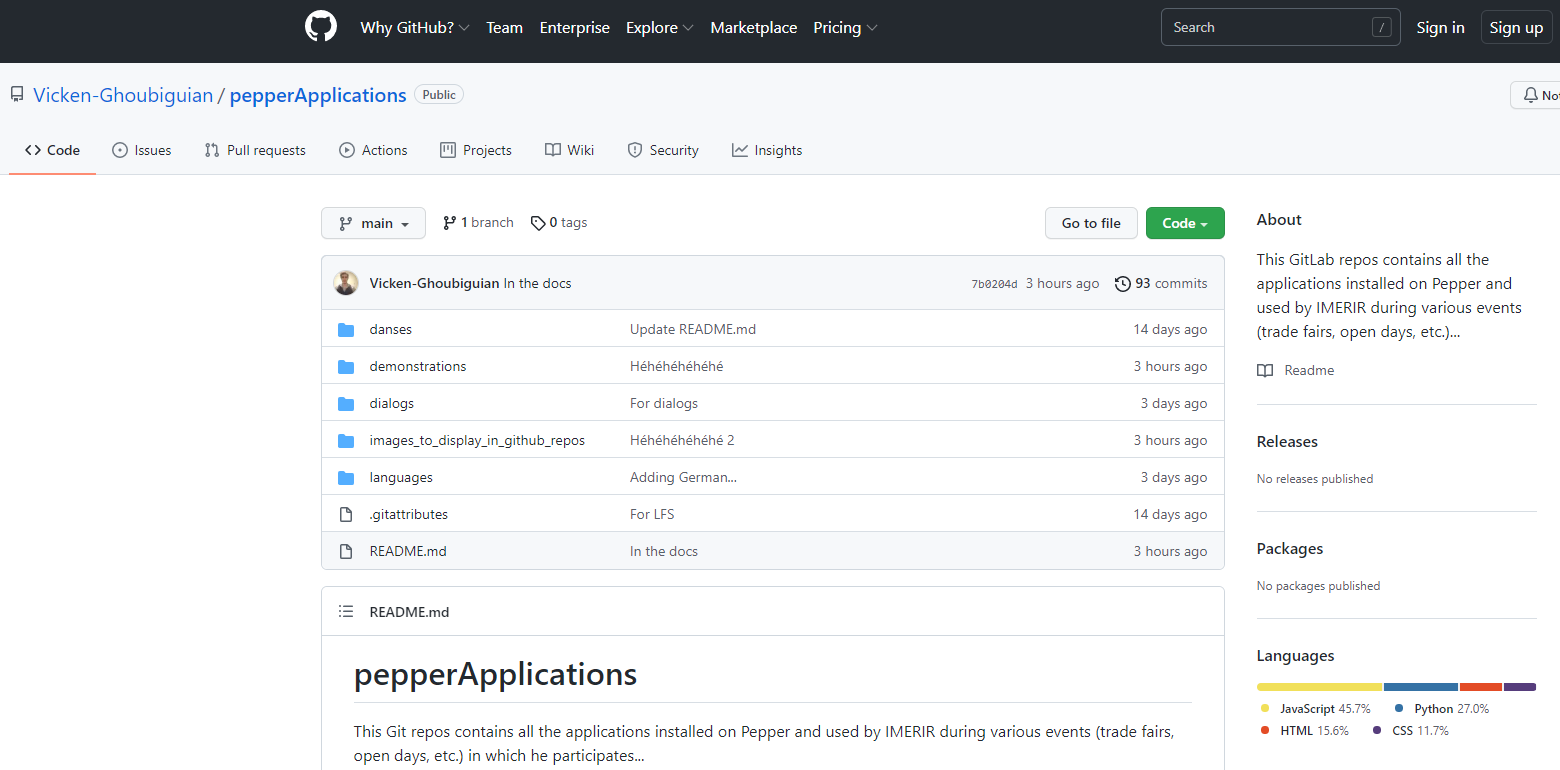 Why GitHub? Team Enterprise Explore Marketplace Pricing Search / Sign in Sign up
Vicken-Ghoubiguian / pepperApplications Public
Code Issues Pull requests Actions Projects Wiki Security Insights
main 1 branch 0 tags Go to file Code
Vicken-Ghoubiguian In the docs 7b0204d 3 hours ago 93 commits
danses Update README.md 14 days ago
demonstrations Héhéhéhéhéhé 3 hours ago
dialogs For dialogs 3 days ago
images_to_display_in_github_repos Héhéhéhéhéhé 2 3 hours ago
languages Adding German... 3 days ago
.gitattributes For LFS 14 days ago
README.md In the docs 3 hours ago
README.md
pepperApplications
This Git repos contains all the applications installed on Pepper and used by IMERIR during various events (trade fairs,
open days, etc.) in which he participates...
About
This GitLab repos contains all the
applications installed on Pepper and
used by IMERIR during various events
(trade fairs, open days, etc.)...
Readme
Releases
No releases published
Packages
No packages published
Languages
JavaScript 45.7% Python 27.0%
HTML 15.6% CSS 11.7%